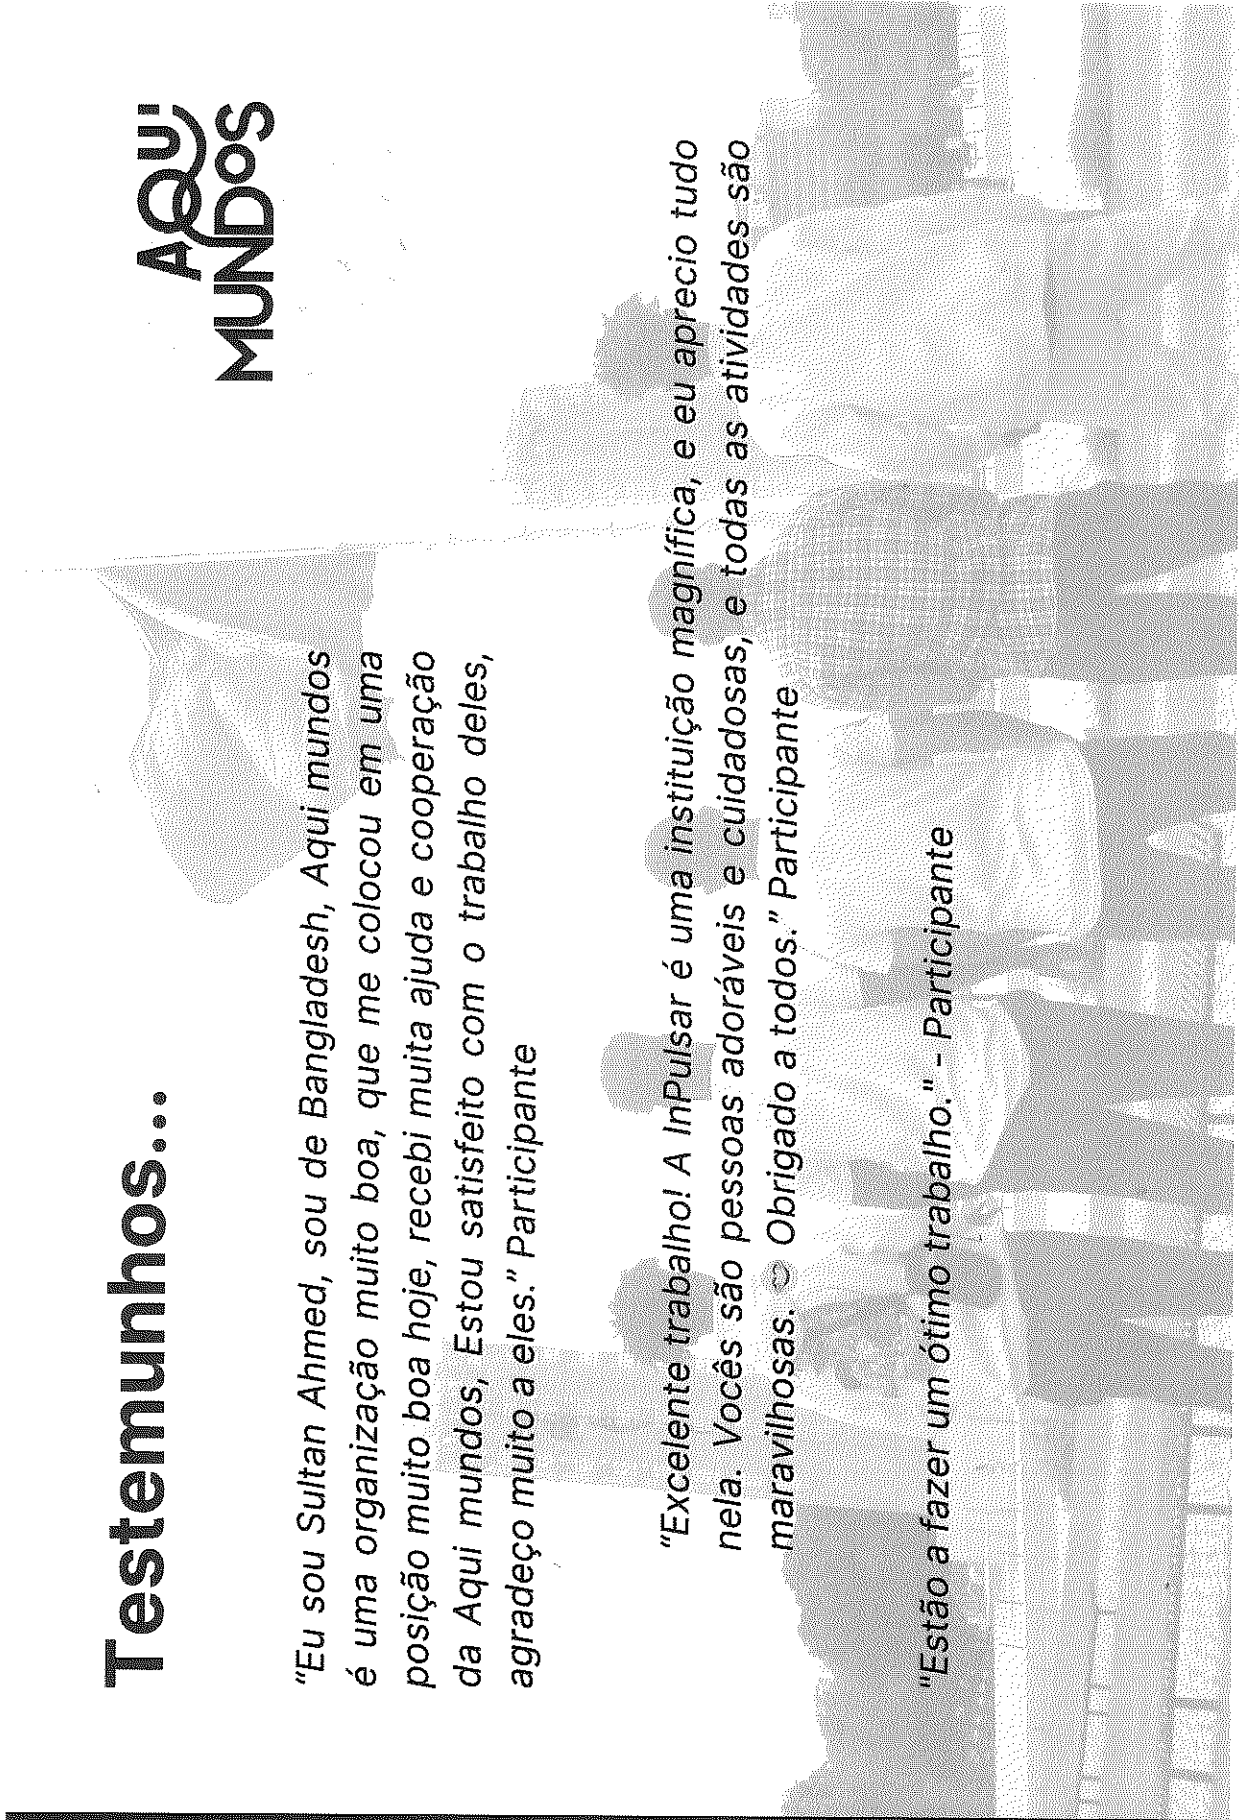 Testemunhos...
AQUI
MUNDOS
"Eu sou Sultan Ahmed, sou de Bangladesh, Aqui mundos
é uma organização muito boa, que me colocou em uma
posição muito boa hoje, recebi muita ajuda e cooperação
da Aqui mundos, Estou satisfeito com o trabalho deles,
agradeço muito a eles." Participante
"Excelente trabalho! A InPulsar é uma instituição magnífica, e eu aprecio tudo
nela. Vocês são pessoas adoráveis e cuidadosas, e todas as atividades são
maravilhosas. 😊 Obrigado a todos." Participante
"Estão a fazer um ótimo trabalho." - Participante